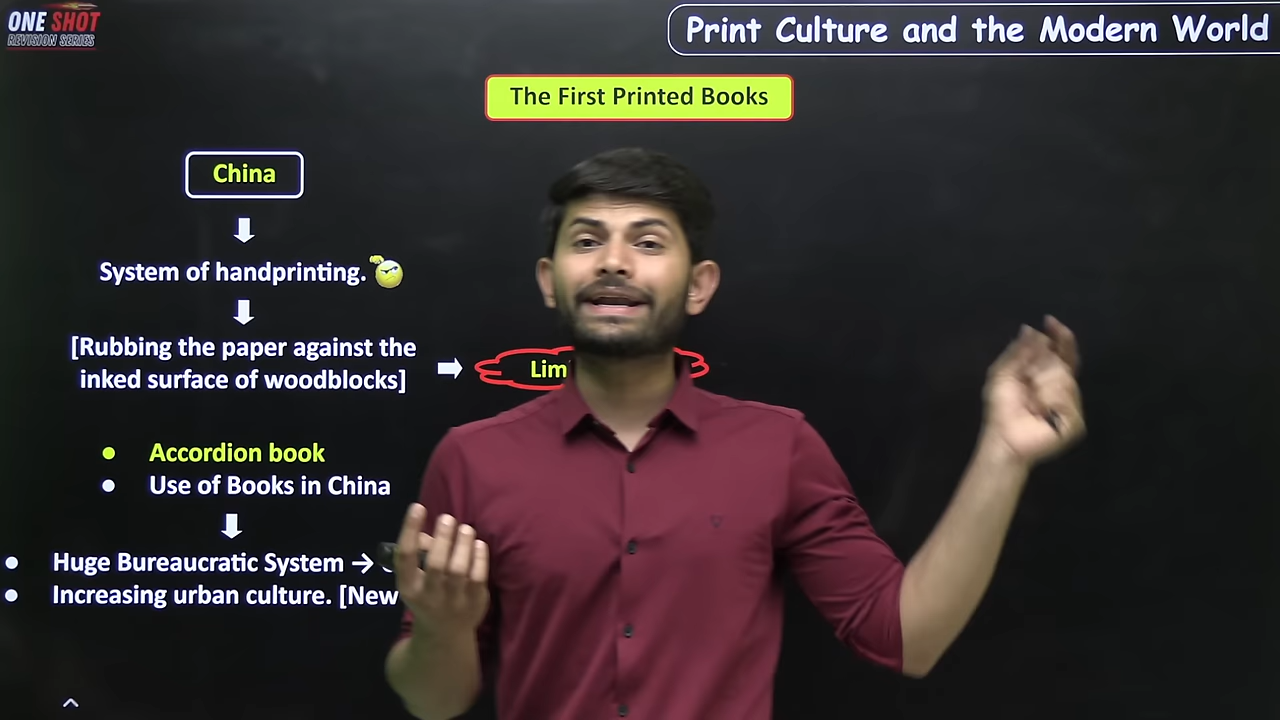 ONE SHOT
REVISION SERIES
Print Culture and the Modern World
The First Printed Books
China
System of handprinting.
[Rubbing the paper against the
inked surface of woodblocks]
Lim
• Accordion book
• Use of Books in China
• Huge Bureaucratic System →
• Increasing urban culture. [New